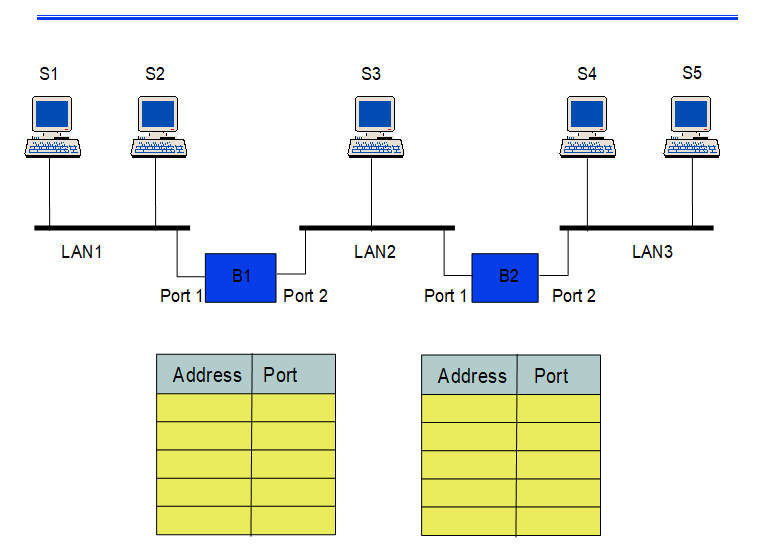 S1 S2 S3 S4 S5
LAN1 LAN2 LAN3
B1 B2
Port 1 Port 2 Port 1 Port 2
Address Port Address Port